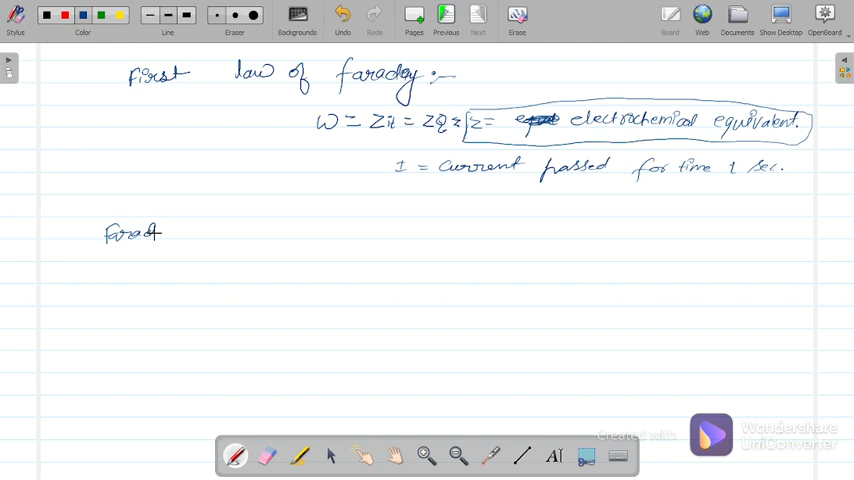 Stylus Color Line Eraser Backgrounds Undo Redo Pages Previous Next Erase Board Web Documents Show Desktop OpenBoard
First law of faraday :-
W = Zit = ZQ z = electrochemical equivalent.
I = Current passed for time t sec.
Farad
Created with Wondershare UniConverter